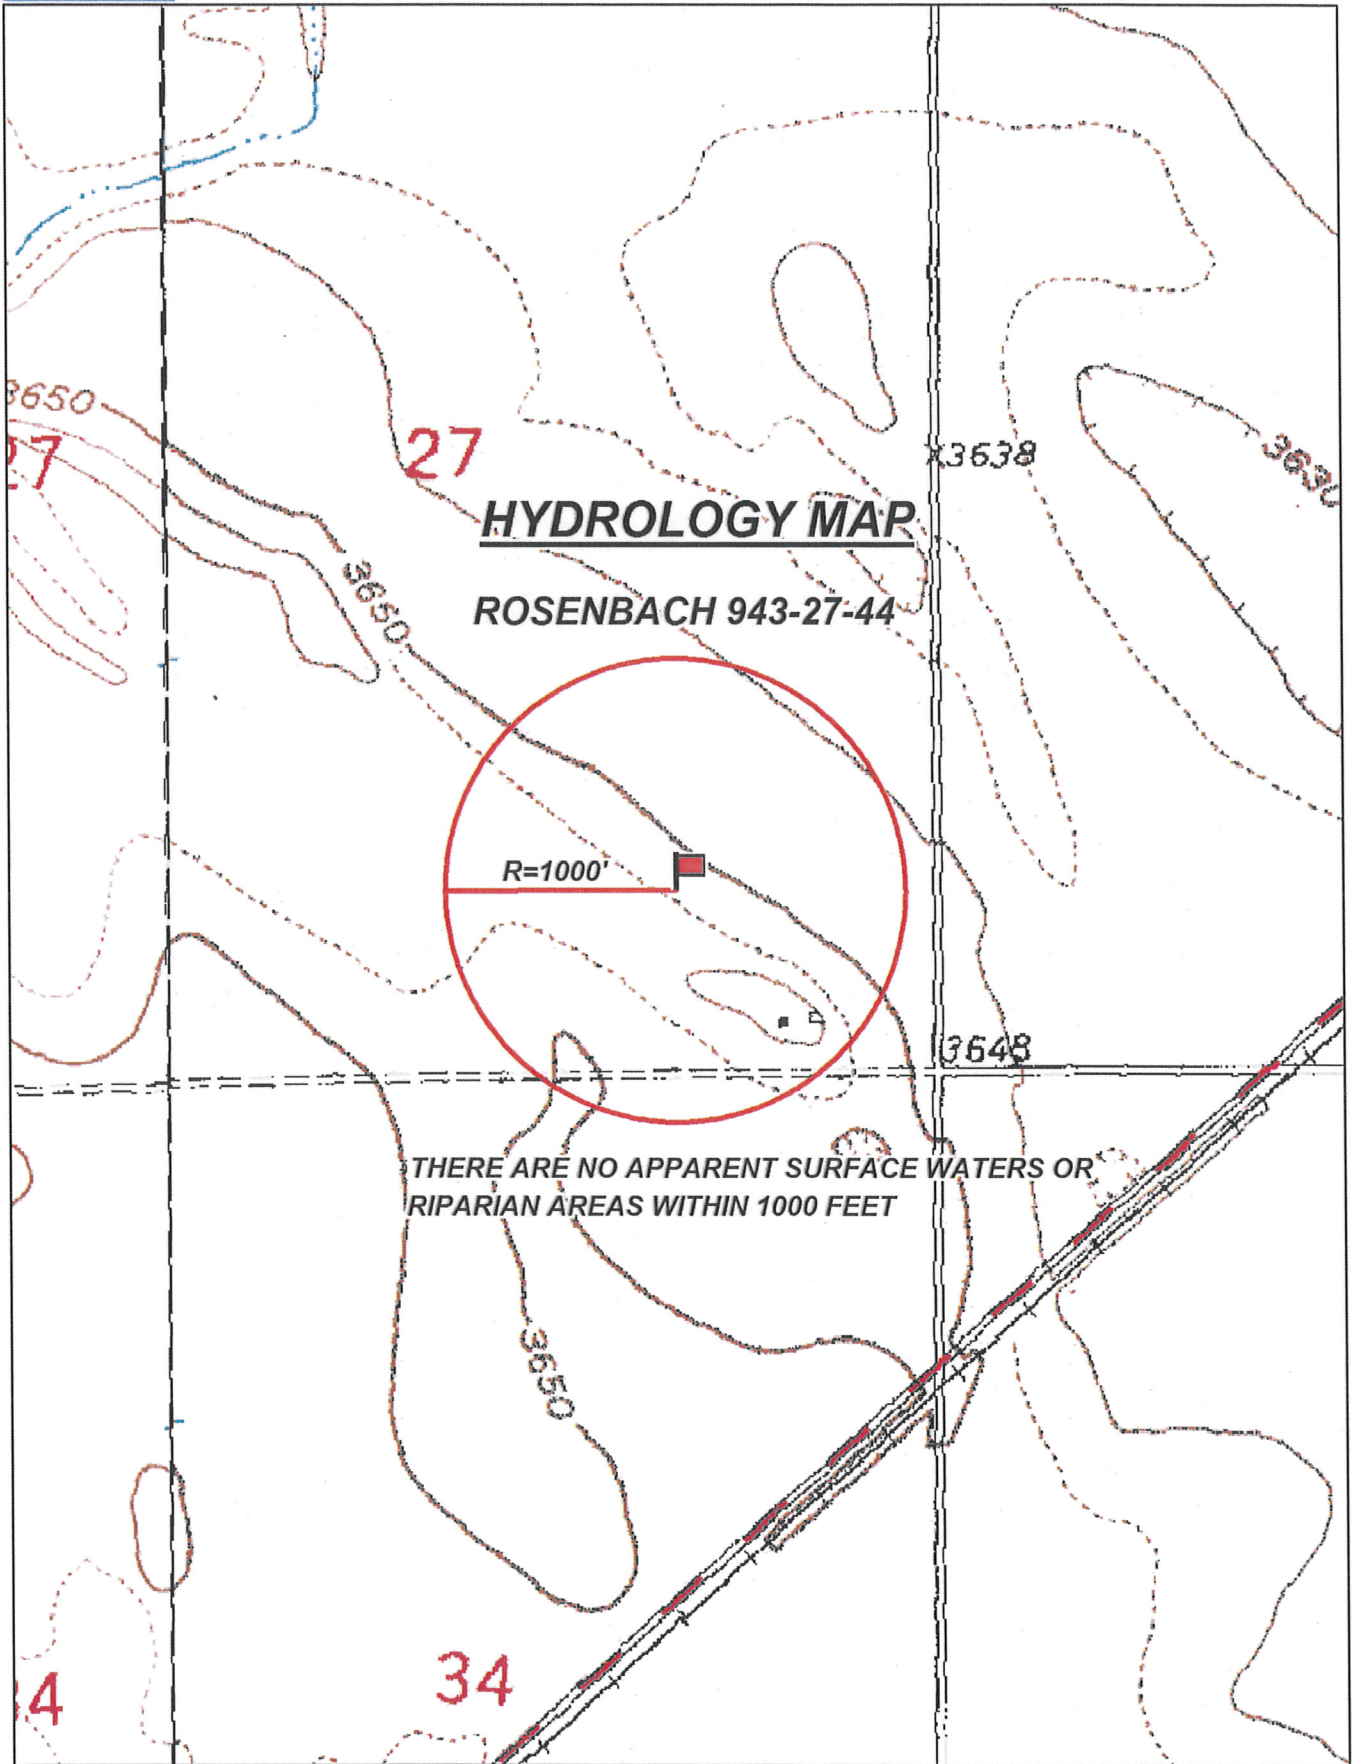 3650
27
27
3638
3630
HYDROLOGY MAP
3650
ROSENBACH 943-27-44
R=1000'
3648
THERE ARE NO APPARENT SURFACE WATERS OR
RIPARIAN AREAS WITHIN 1000 FEET
3650
34
34